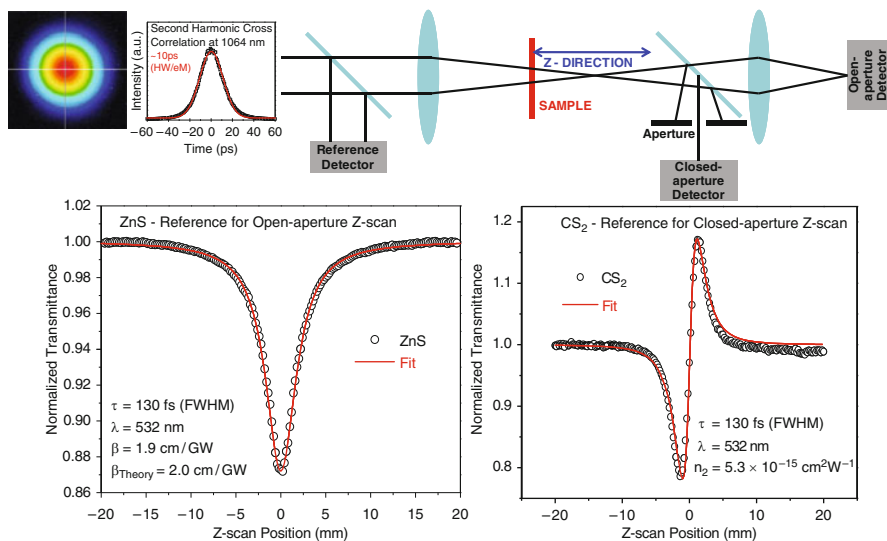 Second Harmonic Cross
Correlation at 1064 nm
~10ps
(HW/eM)
Intensity (a.u.)
−60 −40 −20 0 20 40 60
Time (ps)
Reference
Detector
Z - DIRECTION
SAMPLE
Aperture
Closed-
aperture
Detector
Open-
aperture
Detector
ZnS - Reference for Open-aperture Z-scan
1.02
1.00
0.98
0.96
0.94
0.92
0.90
0.88
0.86
Normalized Transmittance
ZnS
Fit
τ = 130 fs (FWHM)
λ = 532 nm
β = 1.9 cm/GW
βTheory = 2.0 cm/GW
−20 −15 −10 −5 0 5 10 15 20
Z-scan Position (mm)
CS2 - Reference for Closed-aperture Z-scan
1.2
1.1
1.0
0.9
0.8
Normalized Transmittance
CS2
Fit
τ = 130 fs (FWHM)
λ = 532 nm
n2 = 5.3 × 10−15 cm2W−1
−20 −10 0 10 20
Z-scan Position (mm)